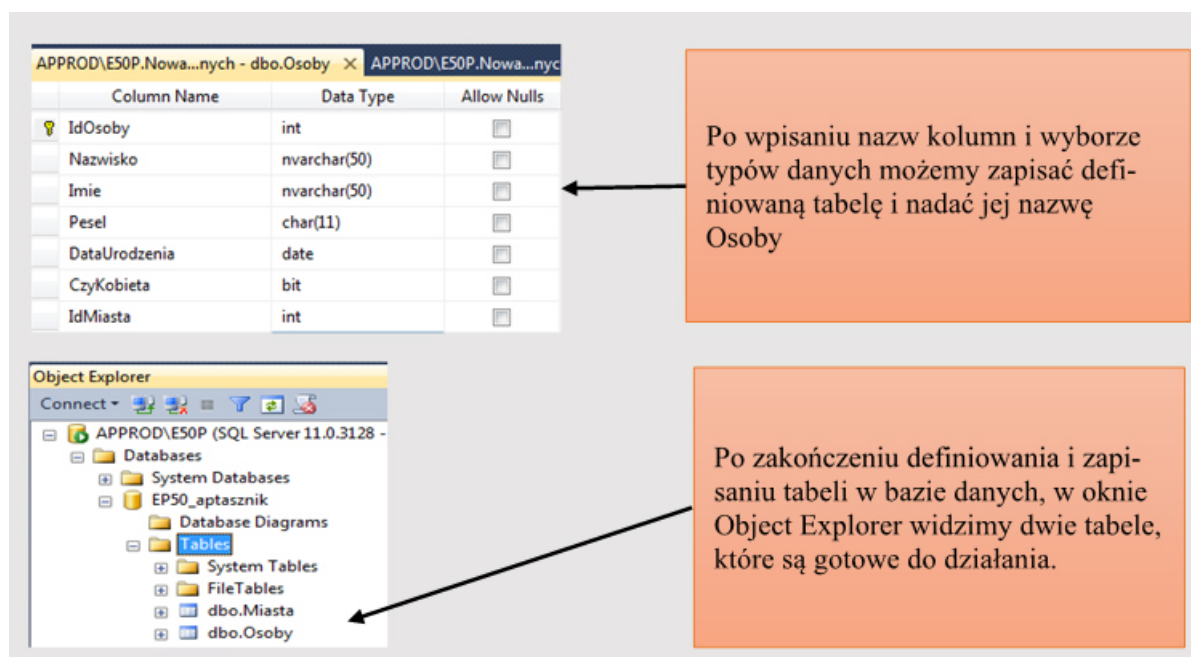 APPROD\E50P.Nowa...nych - dbo.Osoby × APPROD\E50P.Nowa...nyc
Column Name Data Type Allow Nulls
IdOsoby int
Nazwisko nvarchar(50)
Imie nvarchar(50)
Pesel char(11)
DataUrodzenia date
CzyKobieta bit
IdMiasta int
Po wpisaniu nazw kolumn i wyborze
typów danych możemy zapisać defi-
niowaną tabelę i nadać jej nazwę
Osoby
Object Explorer
Connect
APPROD\E50P (SQL Server 11.0.3128 -
Databases
System Databases
EP50_aptasznik
Database Diagrams
Tables
System Tables
FileTables
dbo.Miasta
dbo.Osoby
Po zakończeniu definiowania i zapi-
saniu tabeli w bazie danych, w oknie
Object Explorer widzimy dwie tabele,
które są gotowe do działania.